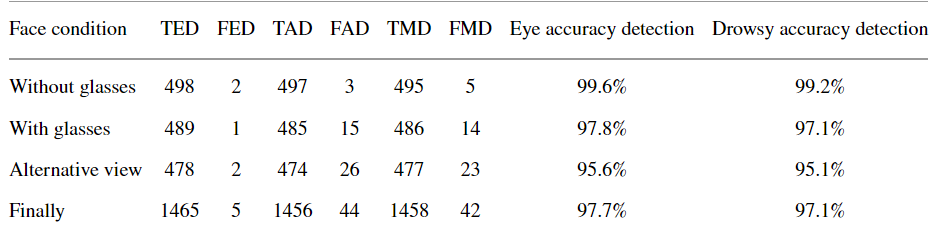 Face condition TED FED TAD FAD TMD FMD Eye accuracy detection Drowsy accuracy detection
Without glasses 498 2 497 3 495 5 99.6% 99.2%
With glasses 489 1 485 15 486 14 97.8% 97.1%
Alternative view 478 2 474 26 477 23 95.6% 95.1%
Finally 1465 5 1456 44 1458 42 97.7% 97.1%